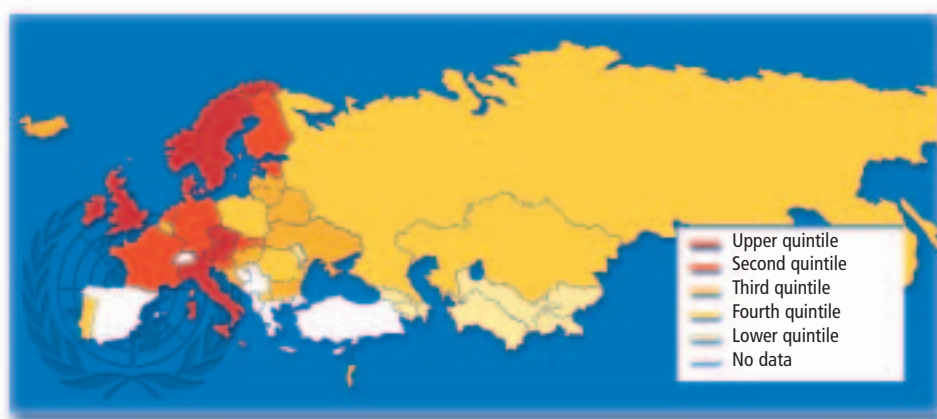 Upper quintile
Second quintile
Third quintile
Fourth quintile
Lower quintile
No data